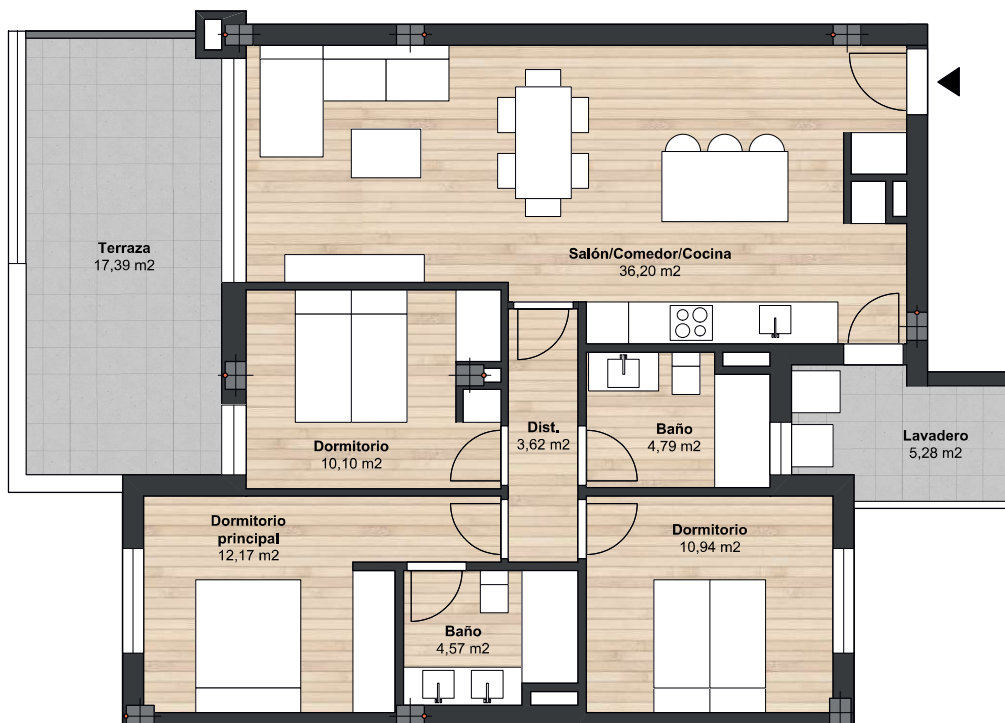 Terraza
17,39 m2
Salón/Comedor/Cocina
36,20 m2
Dormitorio
10,10 m2
Dist.
3,62 m2
Baño
4,79 m2
Lavadero
5,28 m2
Dormitorio
principal
12,17 m2
Dormitorio
10,94 m2
Baño
4,57 m2